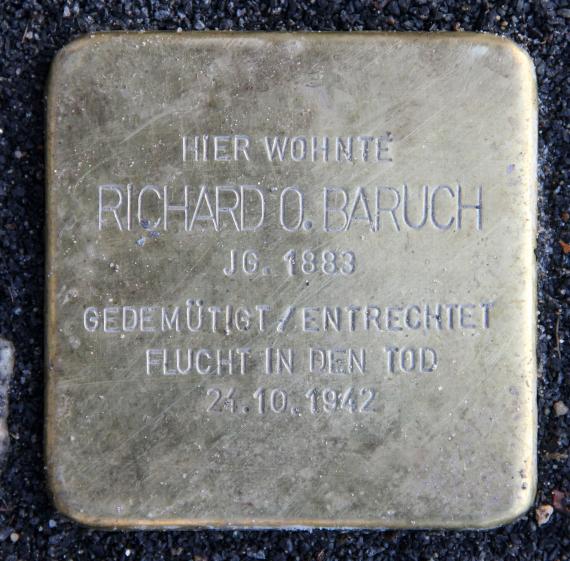 HIER WOHNTE
RICHARD O. BARUCH
JG. 1883
GEDEMÜTIGT/ENTRECHTET
FLUCHT IN DEN TOD
24.10.1942